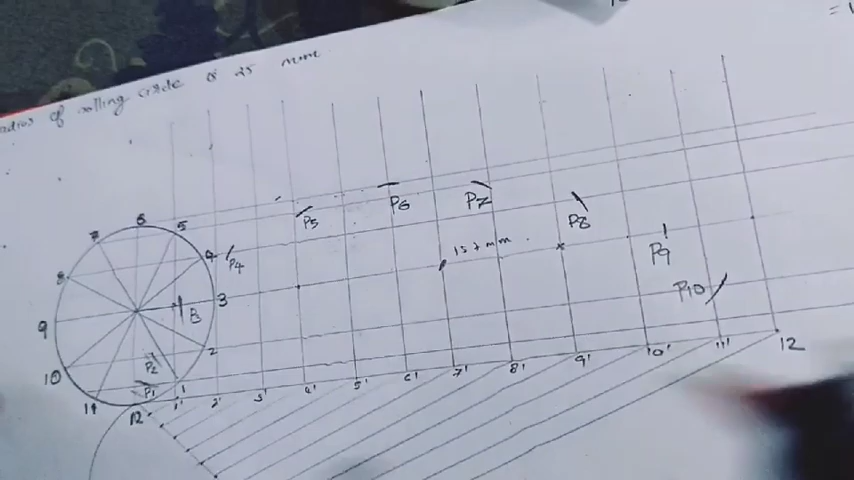 radius of rolling circle is 25 mm
=
6
5
7
4
8
3
9
2
10
1
11
12
P1
P2
P3
P4
P5
P6
P7
P8
P9
P10
157 mm
1' 2' 3' 4' 5' 6' 7' 8' 9' 10' 11' 12